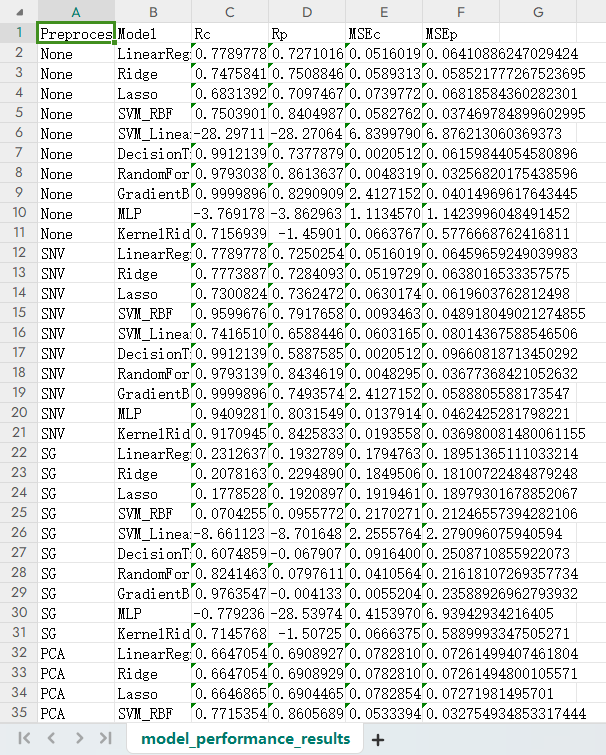 A B C D E F G
1 Preproces Model Rc Rp MSEc MSEp
2 None LinearReg 0.7789778 0.7271016 0.0516019 0.06410886247029424
3 None Ridge 0.7475841 0.7508846 0.0589313 0.058521777267523695
4 None Lasso 0.6831392 0.7097467 0.0739772 0.06818584360282301
5 None SVM_RBF 0.7503901 0.8404987 0.0582762 0.037469784899602995
6 None SVM_Linea -28.29711 -28.27064 6.8399790 6.876213060369373
7 None DecisionT 0.9912139 0.7377879 0.0020512 0.06159844054580896
8 None RandomFor 0.9793038 0.8613637 0.0048319 0.03256820175438596
9 None GradientB 0.9999896 0.8290909 2.4127152 0.04014969617643445
10 None MLP -3.769178 -3.862963 1.1134570 1.1423996048491452
11 None KernelRid 0.7156939 -1.45901 0.0663767 0.5776668762416811
12 SNV LinearReg 0.7789778 0.7250254 0.0516019 0.06459659249039983
13 SNV Ridge 0.7773887 0.7284093 0.0519729 0.0638016533357575
14 SNV Lasso 0.7300824 0.7362472 0.0630174 0.0619603762812498
15 SNV SVM_RBF 0.9599676 0.7917658 0.0093463 0.048918049021274855
16 SNV SVM_Linea 0.7416510 0.6588446 0.0603165 0.08014367588546506
17 SNV DecisionT 0.9912139 0.5887585 0.0020512 0.09660818713450292
18 SNV RandomFor 0.9793139 0.8434619 0.0048295 0.03677368421052632
19 SNV GradientB 0.9999896 0.7493574 2.4127152 0.0588805588173547
20 SNV MLP 0.9409281 0.8031549 0.0137914 0.0462425281798221
21 SNV KernelRid 0.9170945 0.8425833 0.0193558 0.036980081480061155
22 SG LinearReg 0.2312637 0.1932789 0.1794763 0.18951365111033214
23 SG Ridge 0.2078163 0.2294890 0.1849506 0.18100722484879248
24 SG Lasso 0.1778528 0.1920897 0.1919461 0.18979301678852067
25 SG SVM_RBF 0.0704255 0.0955772 0.2170271 0.21246557394282106
26 SG SVM_Linea -8.661123 -8.701648 2.2555764 2.279096075940594
27 SG DecisionT 0.6074859 -0.067907 0.0916400 0.2508710855922073
28 SG RandomFor 0.8241463 0.0797611 0.0410564 0.21618107269357734
29 SG GradientB 0.9763547 -0.004133 0.0055204 0.23588926962793932
30 SG MLP -0.779236 -28.53974 0.4153970 6.93942934216405
31 SG KernelRid 0.7145768 -1.50725 0.0666375 0.5889993347505271
32 PCA LinearReg 0.6647054 0.6908927 0.0782810 0.07261499407461804
33 PCA Ridge 0.6647054 0.6908929 0.0782810 0.07261494800105571
34 PCA Lasso 0.6646865 0.6904465 0.0782854 0.07271981495701
35 PCA SVM_RBF 0.7715354 0.8605689 0.0533394 0.032754934853317444
model_performance_results